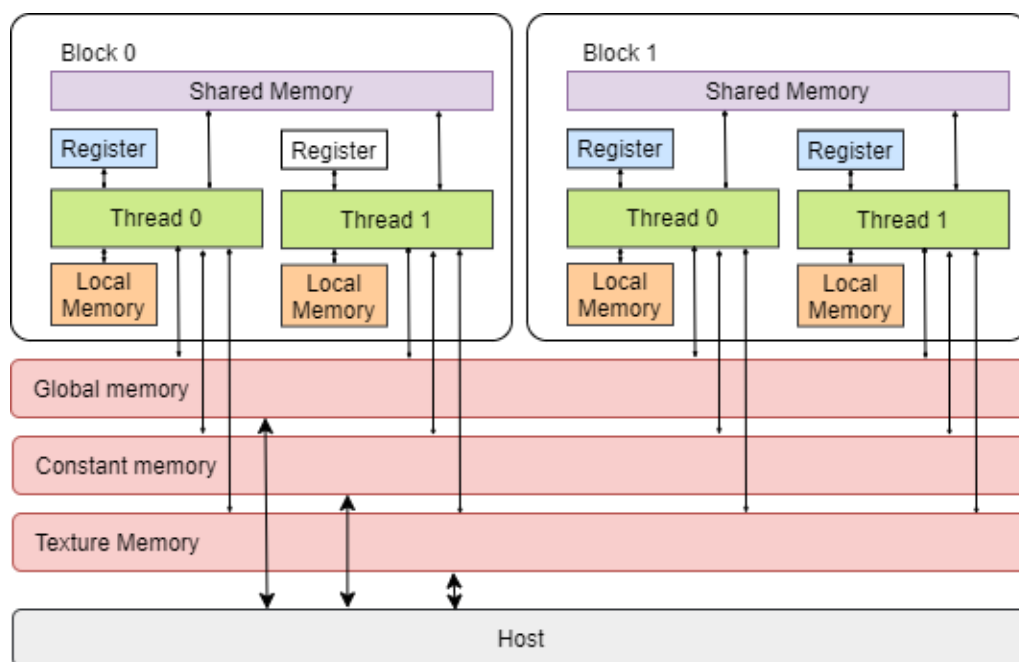 Block 0
Block 1
Shared Memory
Shared Memory
Register
Register
Register
Register
Thread 0
Thread 1
Thread 0
Thread 1
Local
Memory
Local
Memory
Local
Memory
Local
Memory
Global memory
Constant memory
Texture Memory
Host